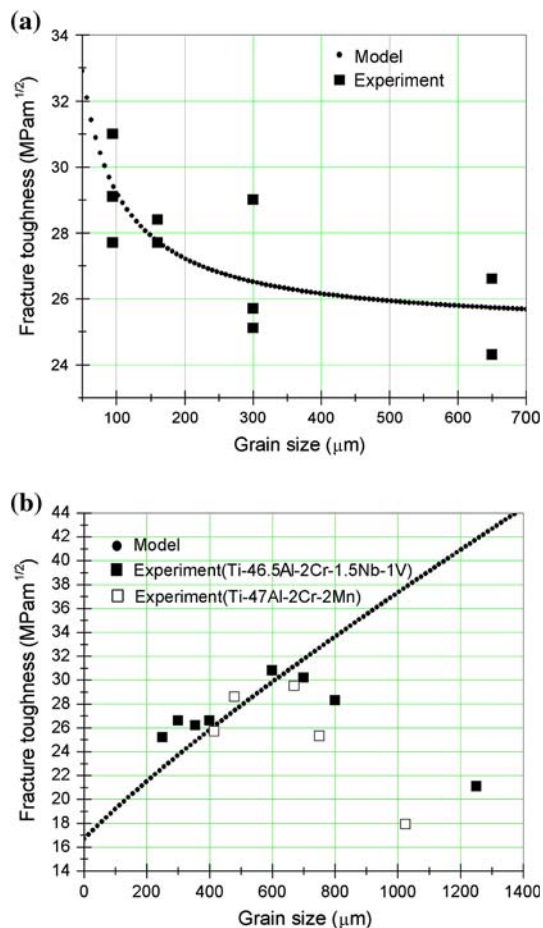 (a)
34
32
30
28
26
24
Fracture toughness (MPam1/2)
• Model
■ Experiment
100 200 300 400 500 600 700
Grain size (μm)
(b)
44
42
40
38
36
34
32
30
28
26
24
22
20
18
16
14
Fracture toughness (MPam1/2)
● Model
■ Experiment(Ti-46.5Al-2Cr-1.5Nb-1V)
□ Experiment(Ti-47Al-2Cr-2Mn)
0 200 400 600 800 1000 1200 1400
Grain size (μm)